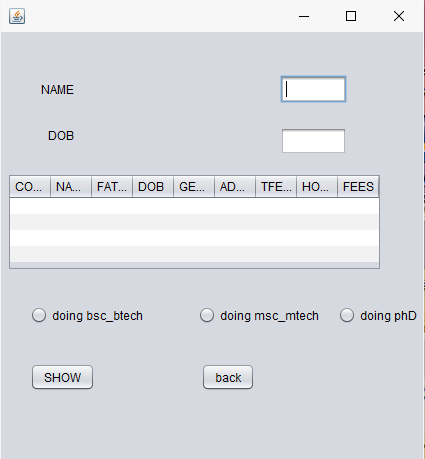 NAME
DOB
CO... NA... FAT... DOB GE... AD... TFE... HO... FEES
doing bsc_btech doing msc_mtech doing phD
SHOW back